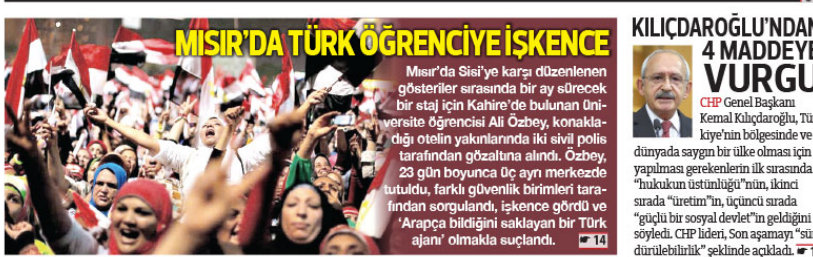 MISIR'DA TÜRK ÖĞRENCİYE İŞKENCE
Mısır'da Sisi'ye karşı düzenlenen
gösteriler sırasında bir ay sürecek
bir staj için Kahire'de bulunan üni-
versite öğrencisi Ali Özbey, konakla-
dığı otelin yakınlarında iki sivil polis
tarafından gözaltına alındı. Özbey,
23 gün boyunca üç ayrı merkezde
tutuldu, farklı güvenlik birimleri tara-
fından sorgulandı, işkence gördü ve
'Arapça bildiğini saklayan bir Türk
ajanı' olmakla suçlandı. 14
KILIÇDAROĞLU'NDAN
4 MADDEYE
VURGU
CHP Genel Başkanı
Kemal Kılıçdaroğlu, Tür
kiye'nin bölgesinde ve
dünyada saygın bir ülke olması için
yapılması gerekenlerin ilk sırasında
"hukukun üstünlüğü"nün, ikinci
sırada "üretim"in, üçüncü sırada
"güçlü bir sosyal devlet"in geldiğini
söyledi. CHP lideri, Son aşamayı "sür
dürülebilirlik" şeklinde açıkladı.